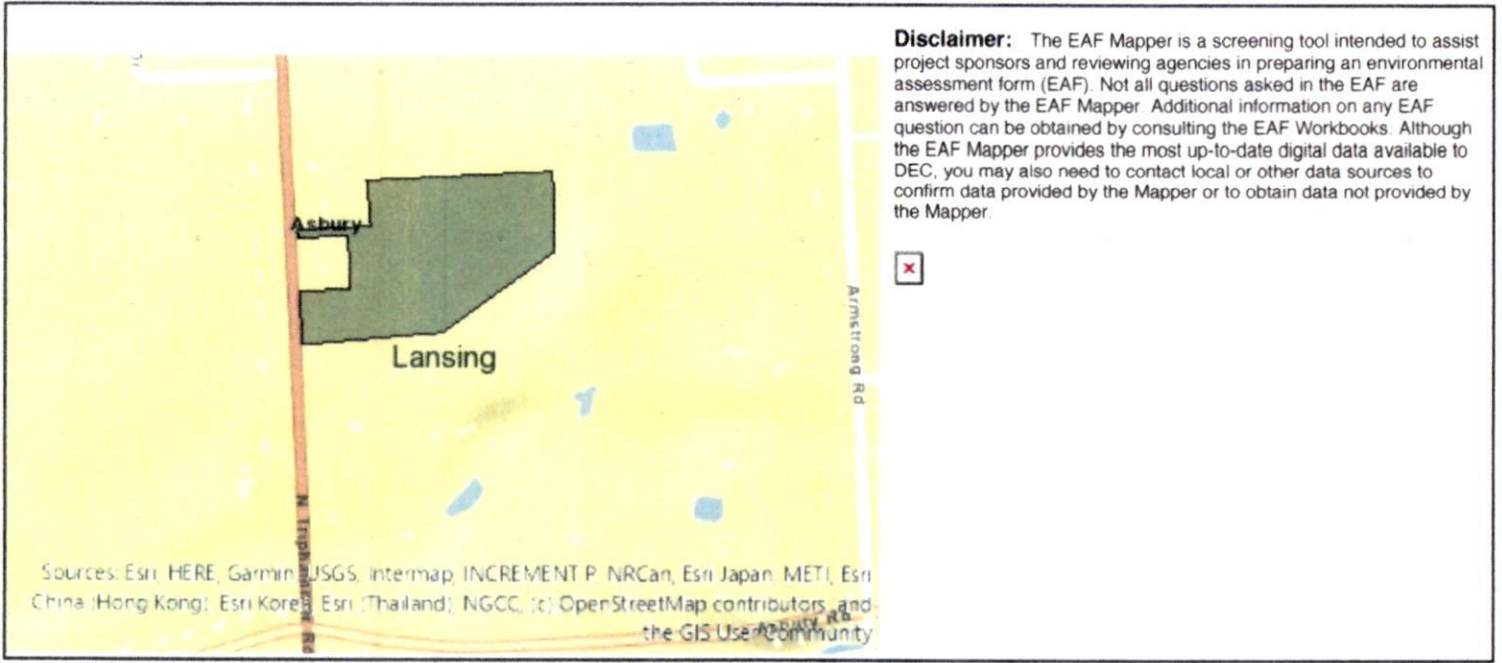 Disclaimer: The EAF Mapper is a screening tool intended to assist
project sponsors and reviewing agencies in preparing an environmental
assessment form (EAF). Not all questions asked in the EAF are
answered by the EAF Mapper. Additional information on any EAF
question can be obtained by consulting the EAF Workbooks. Although
the EAF Mapper provides the most up-to-date digital data available to
DEC, you may also need to contact local or other data sources to
confirm data provided by the Mapper or to obtain data not provided by
the Mapper.
Dr
Asbury
Lansing
Armstrong Rd
N Triphammer Rd
Sources: Esri, HERE, Garmin, USGS, Intermap, INCREMENT P, NRCan, Esri Japan, METI, Esri
China (Hong Kong), Esri Korea, Esri (Thailand), NGCC, (c) OpenStreetMap contributors, and
the GIS User Community
Asbury Rd